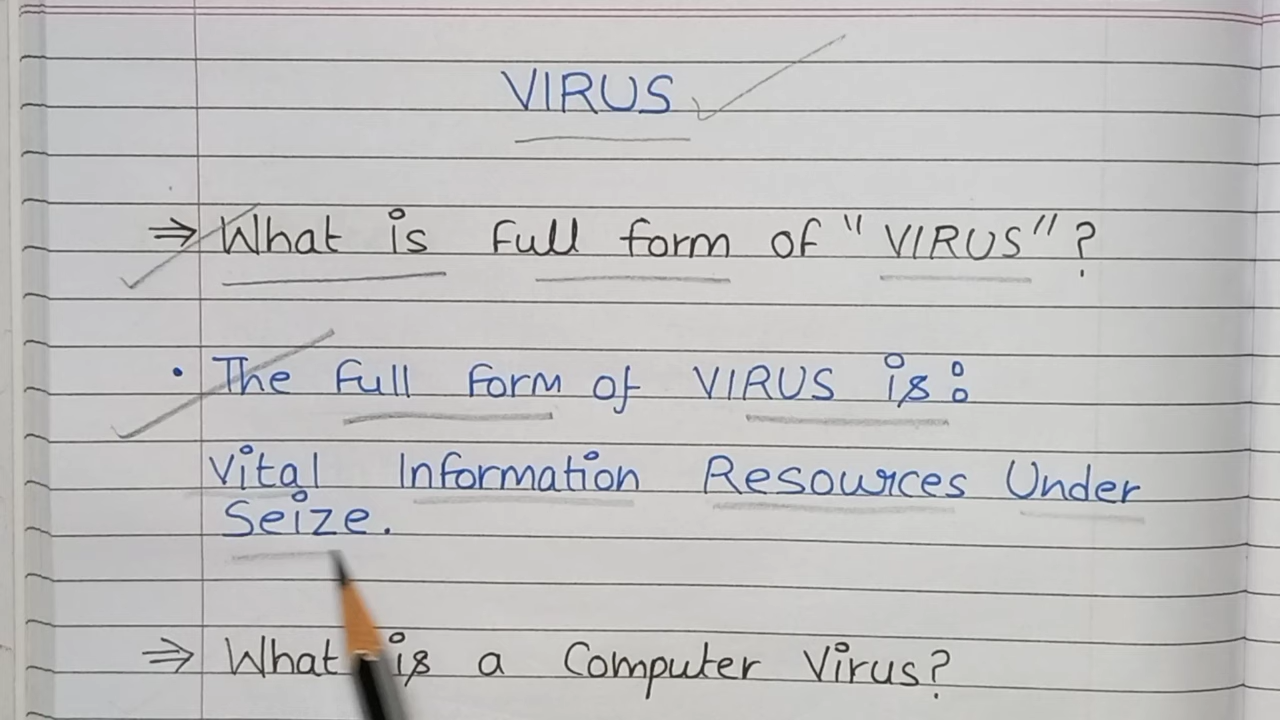 VIRUS
⇒ What is full form of "VIRUS"?
• The Full Form of VIRUS is:
Vital Information Resources Under
Seize.
⇒ What is a Computer Virus?